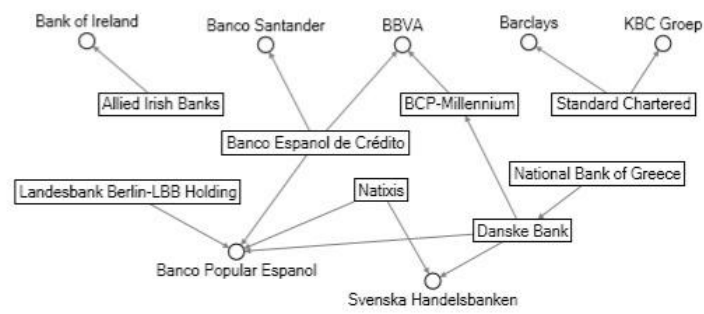 Bank of Ireland
Banco Santander
BBVA
Barclays
KBC Groep
Allied Irish Banks
BCP-Millennium
Standard Chartered
Banco Espanol de Crédito
National Bank of Greece
Landesbank Berlin-LBB Holding
Natixis
Danske Bank
Banco Popular Espanol
Svenska Handelsbanken